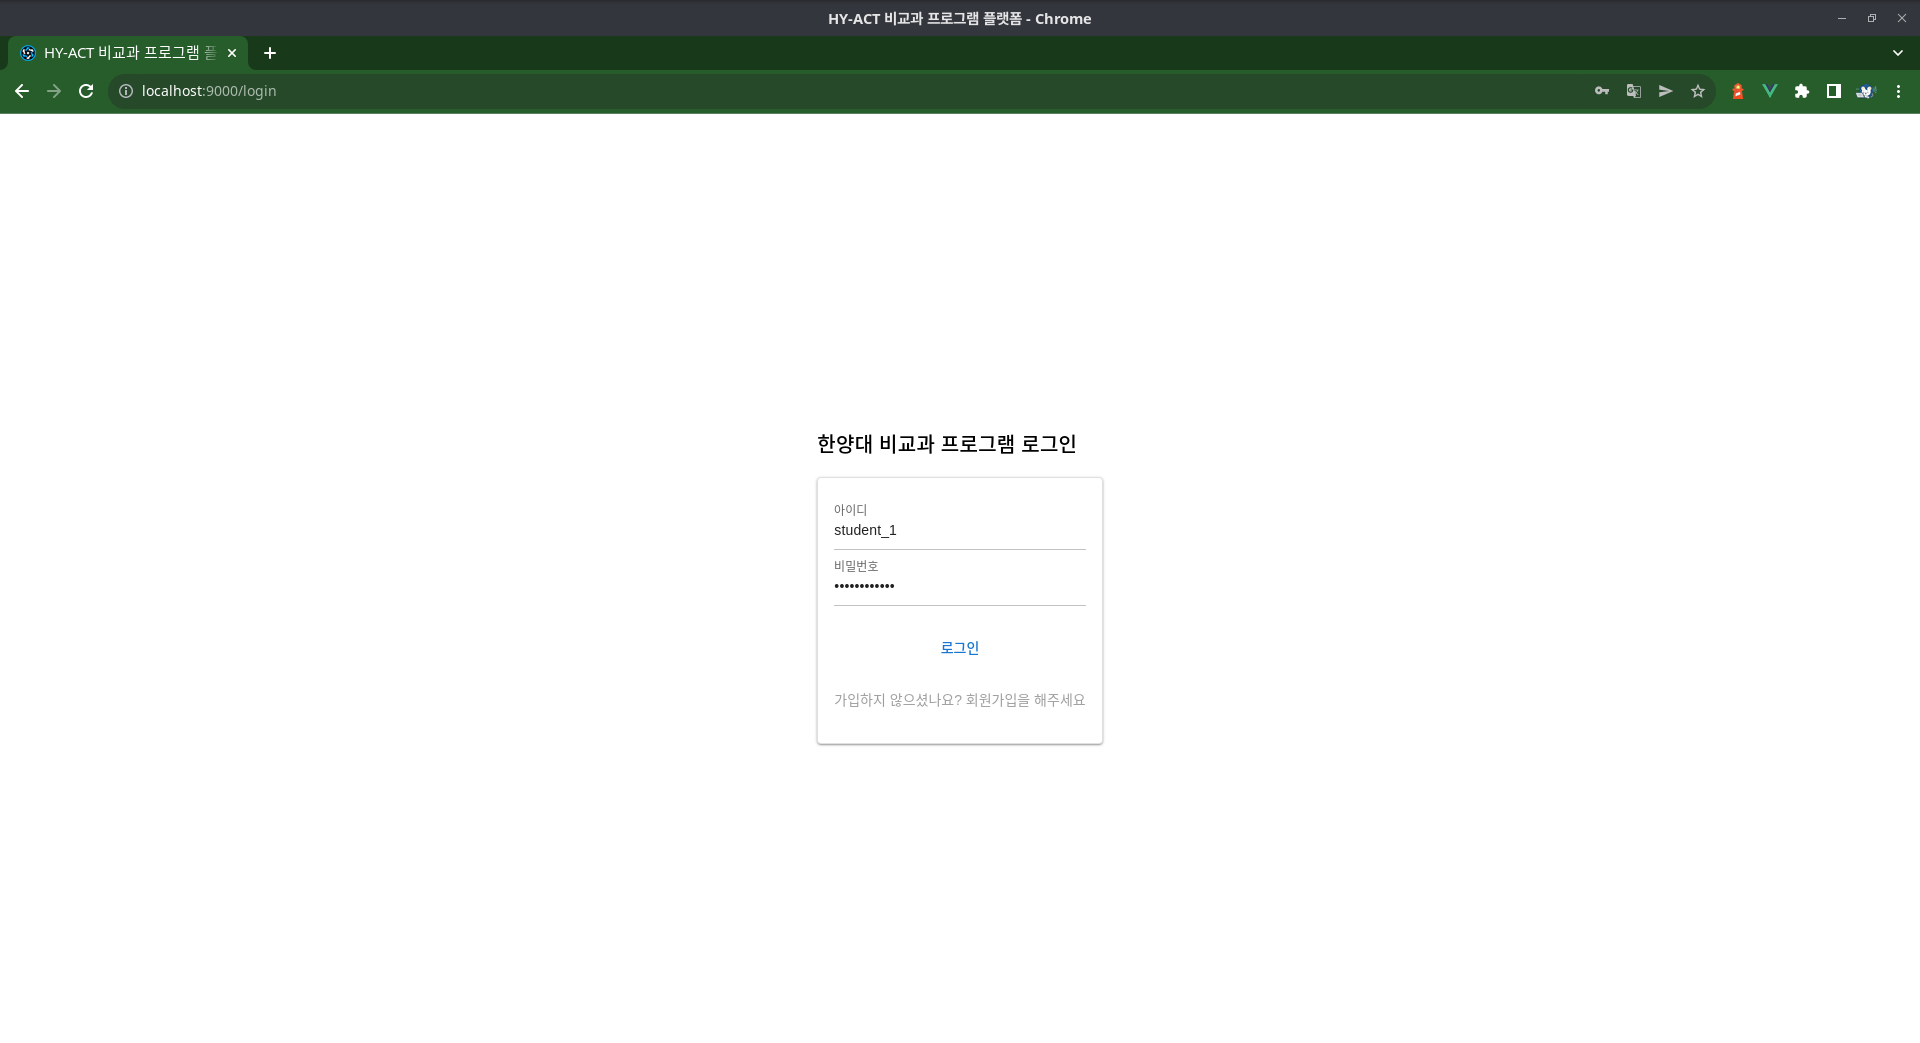 HY-ACT 비교과 프로그램 플랫폼 - Chrome
HY-ACT 비교과 프로그램 플
localhost:9000/login
한양대 비교과 프로그램 로그인
아이디
student_1
비밀번호
••••••••••••
로그인
가입하지 않으셨나요? 회원가입을 해주세요